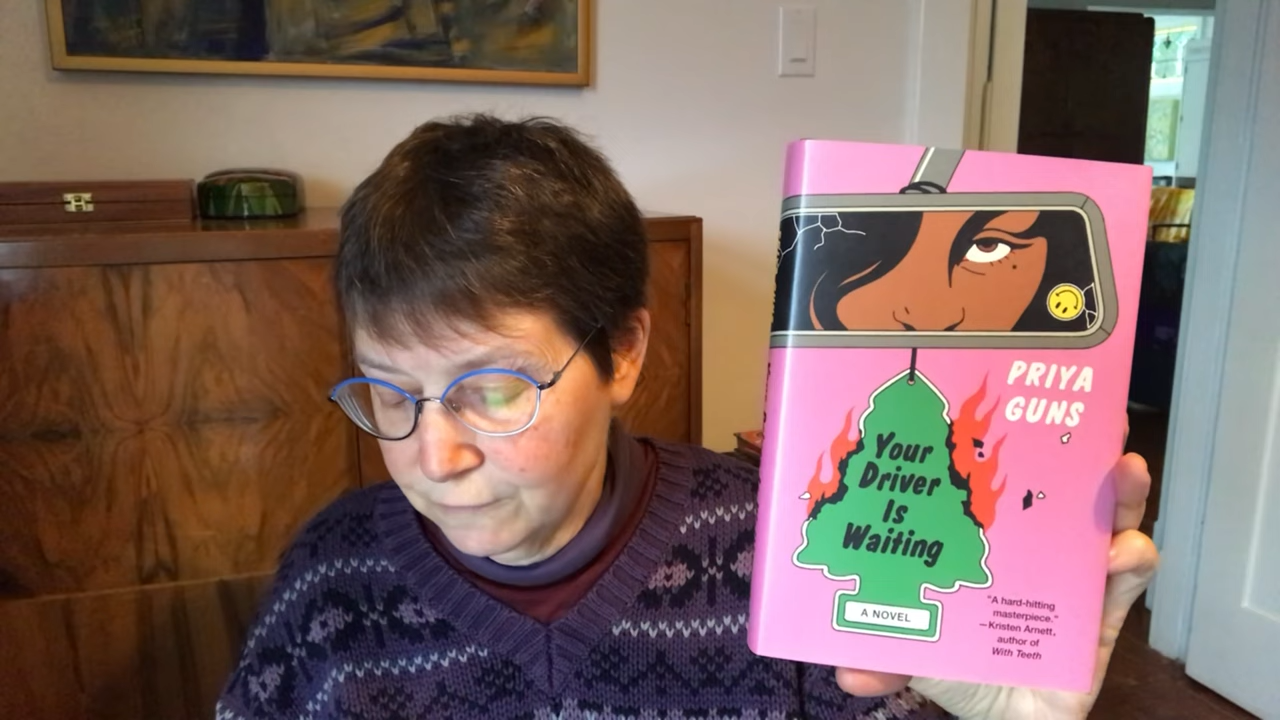 PRIYA
GUNS
Your
Driver
Is
Waiting
A NOVEL
"A hard-hitting
masterpiece."
—Kristen Arnett,
author of
With Teeth